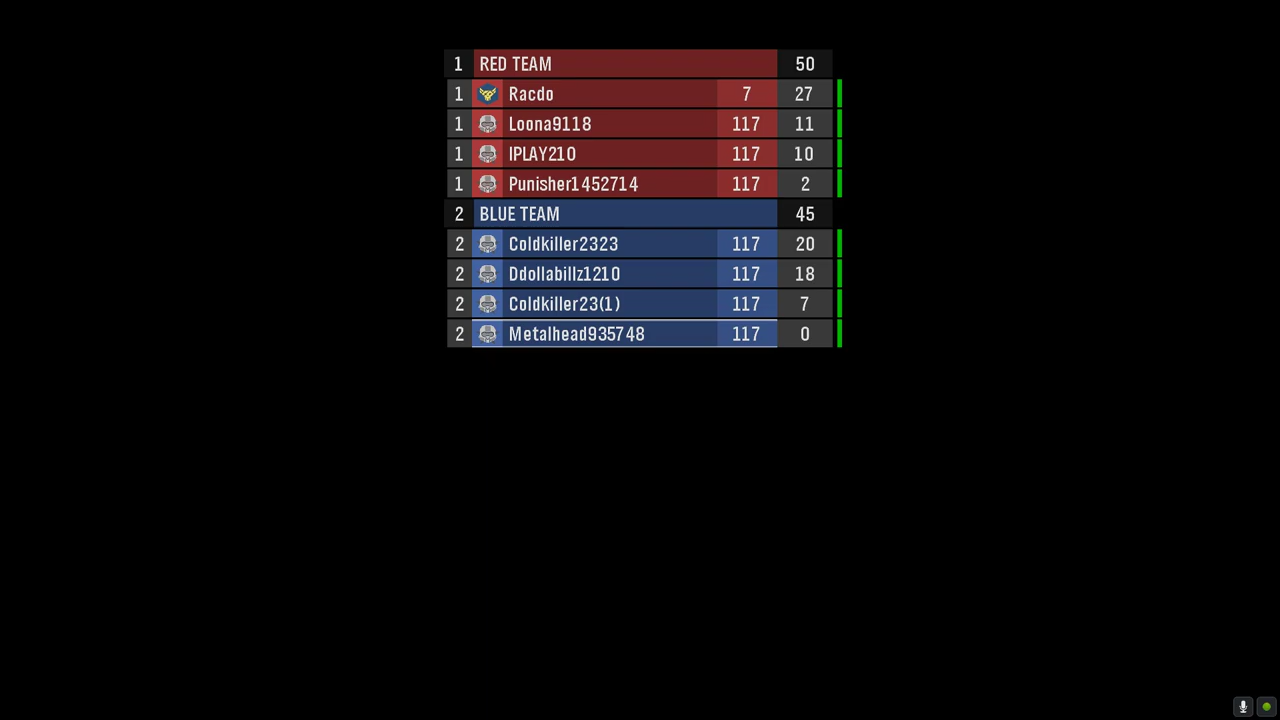 1 RED TEAM 50
1 Racdo 7 27
1 Loona9118 117 11
1 IPLAY210 117 10
1 Punisher1452714 117 2
2 BLUE TEAM 45
2 Coldkiller2323 117 20
2 Ddollabillz1210 117 18
2 Coldkiller23(1) 117 7
2 Metalhead935748 117 0